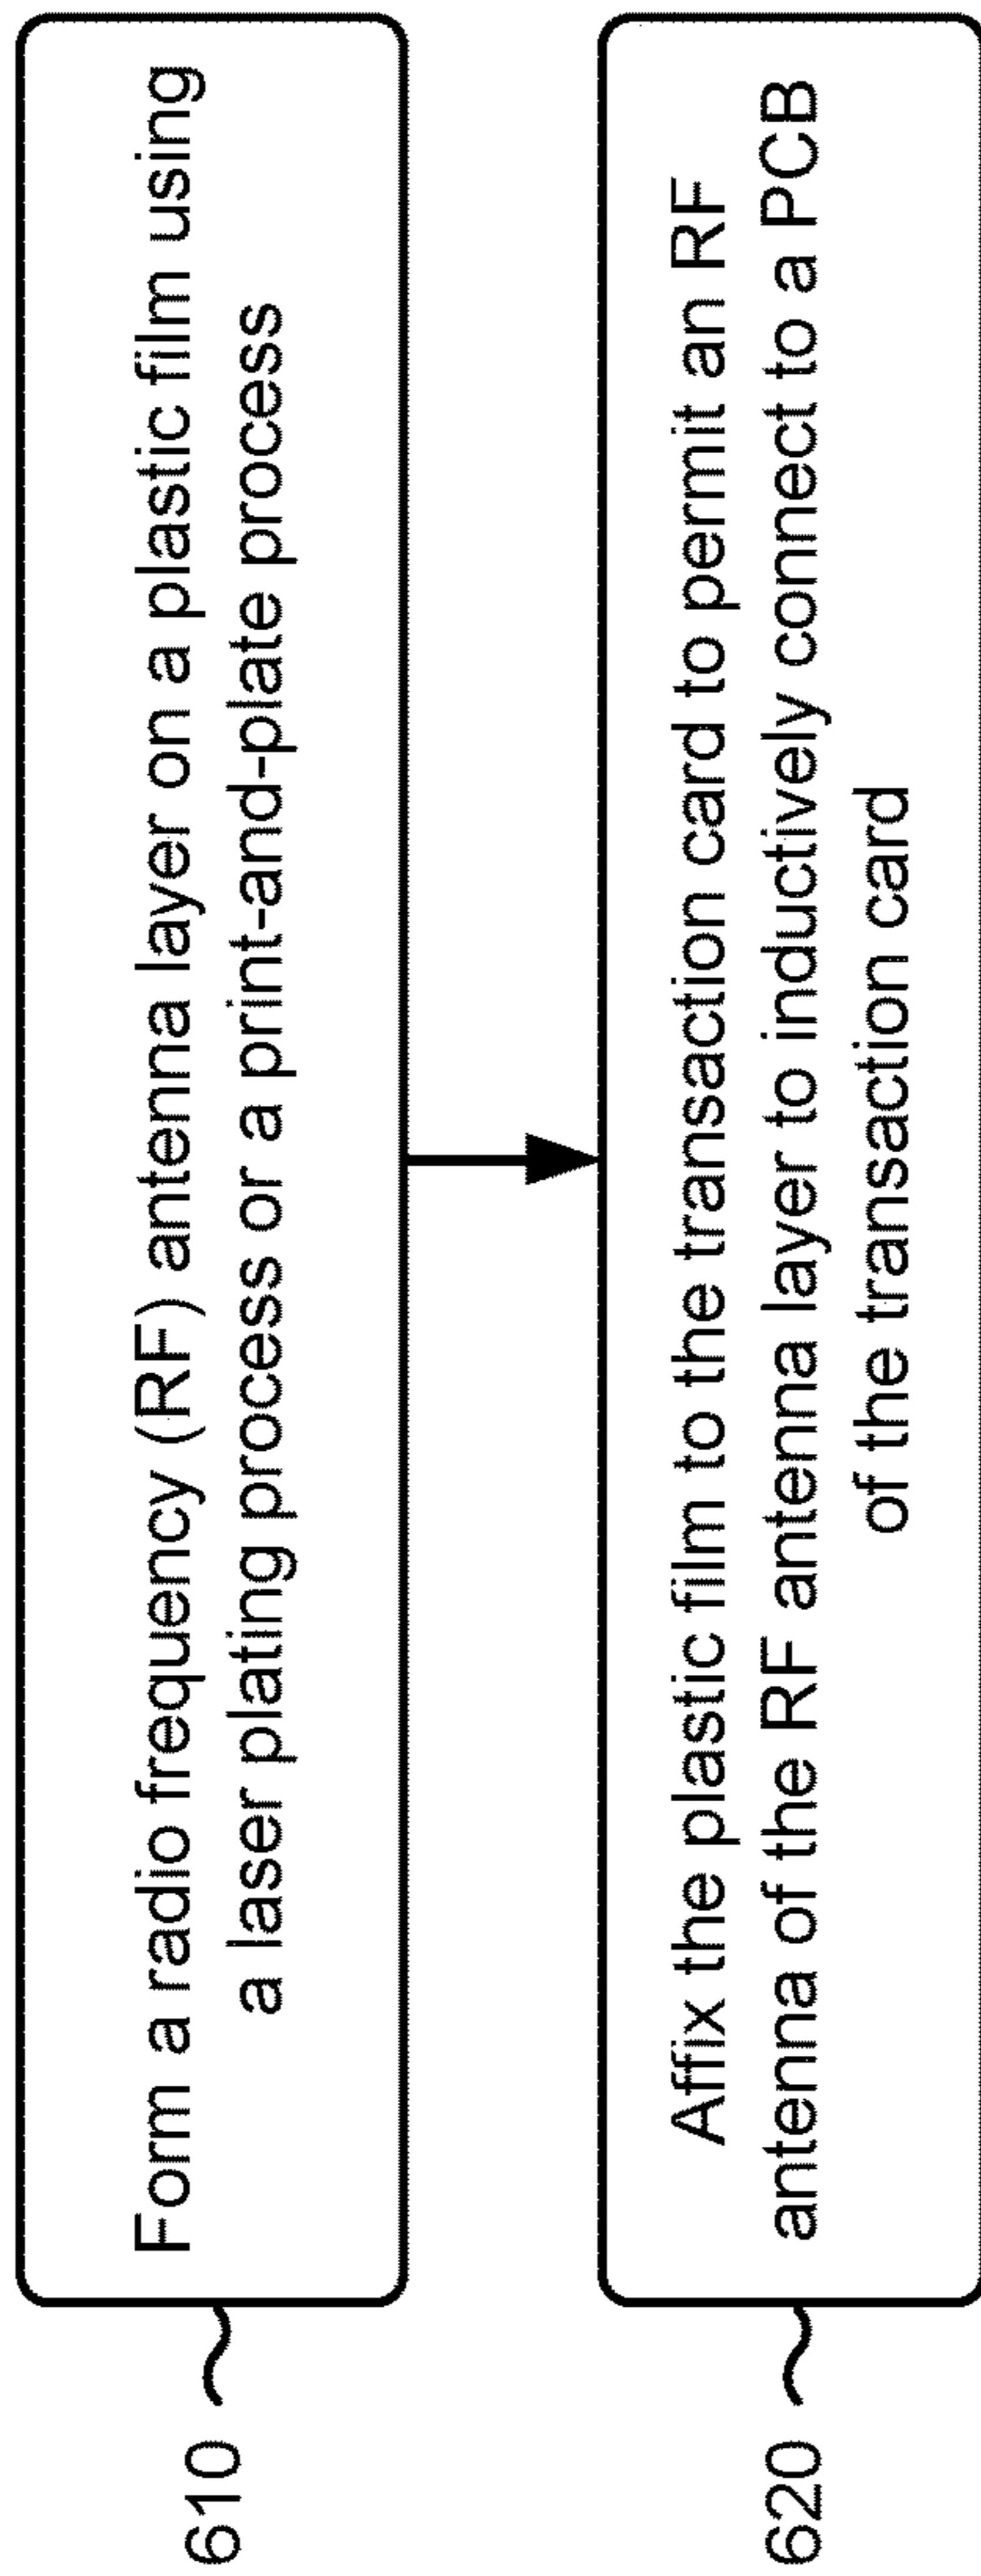 610
Form a radio frequency (RF) antenna layer on a plastic film using
a laser plating process or a print-and-plate process
620
Affix the plastic film to the transaction card to permit an RF
antenna of the RF antenna layer to inductively connect to a PCB
of the transaction card